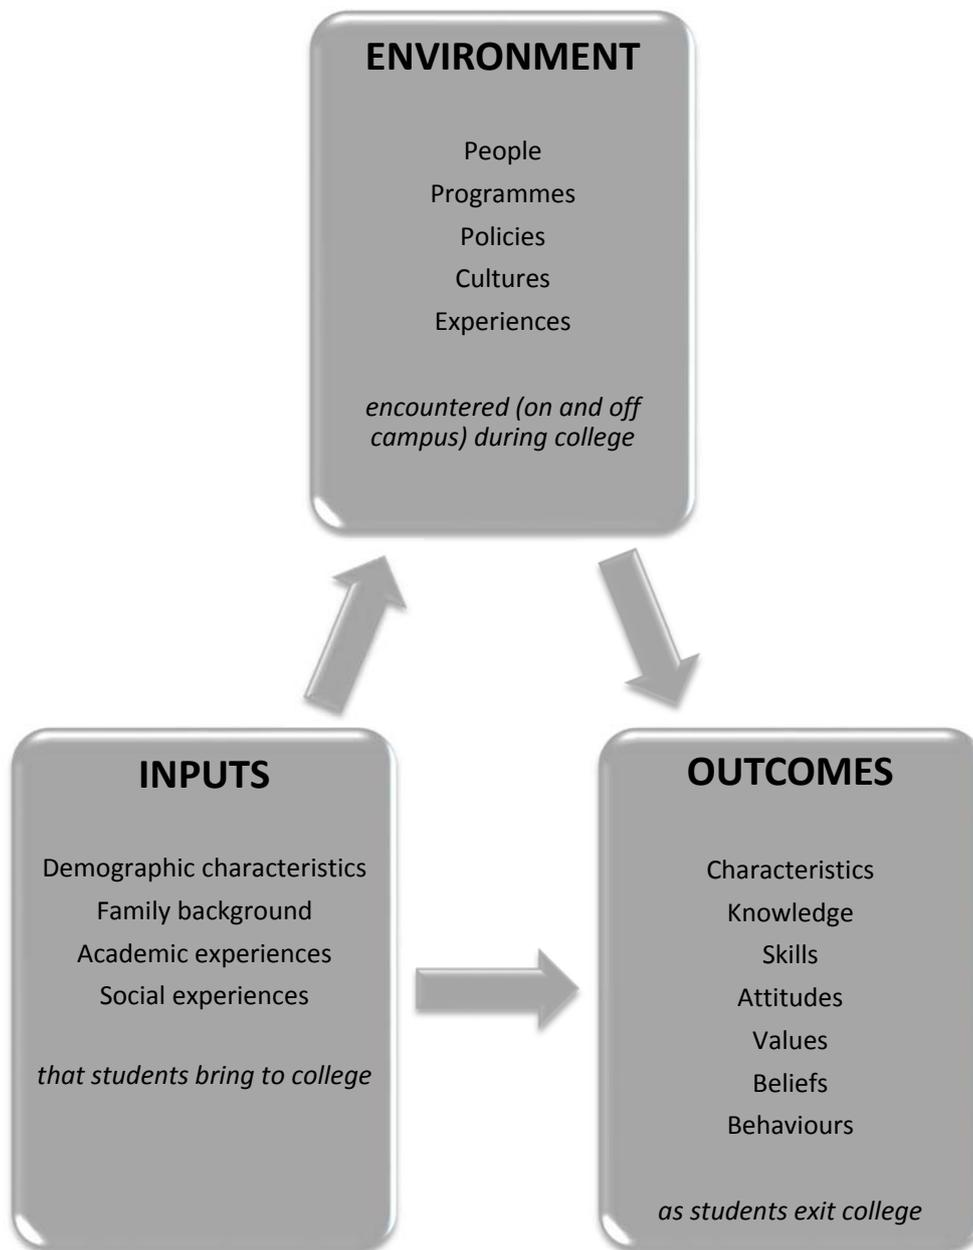 ENVIRONMENT
People
Programmes
Policies
Cultures
Experiences
encountered (on and off
campus) during college
INPUTS
Demographic characteristics
Family background
Academic experiences
Social experiences
that students bring to college
OUTCOMES
Characteristics
Knowledge
Skills
Attitudes
Values
Beliefs
Behaviours
as students exit college